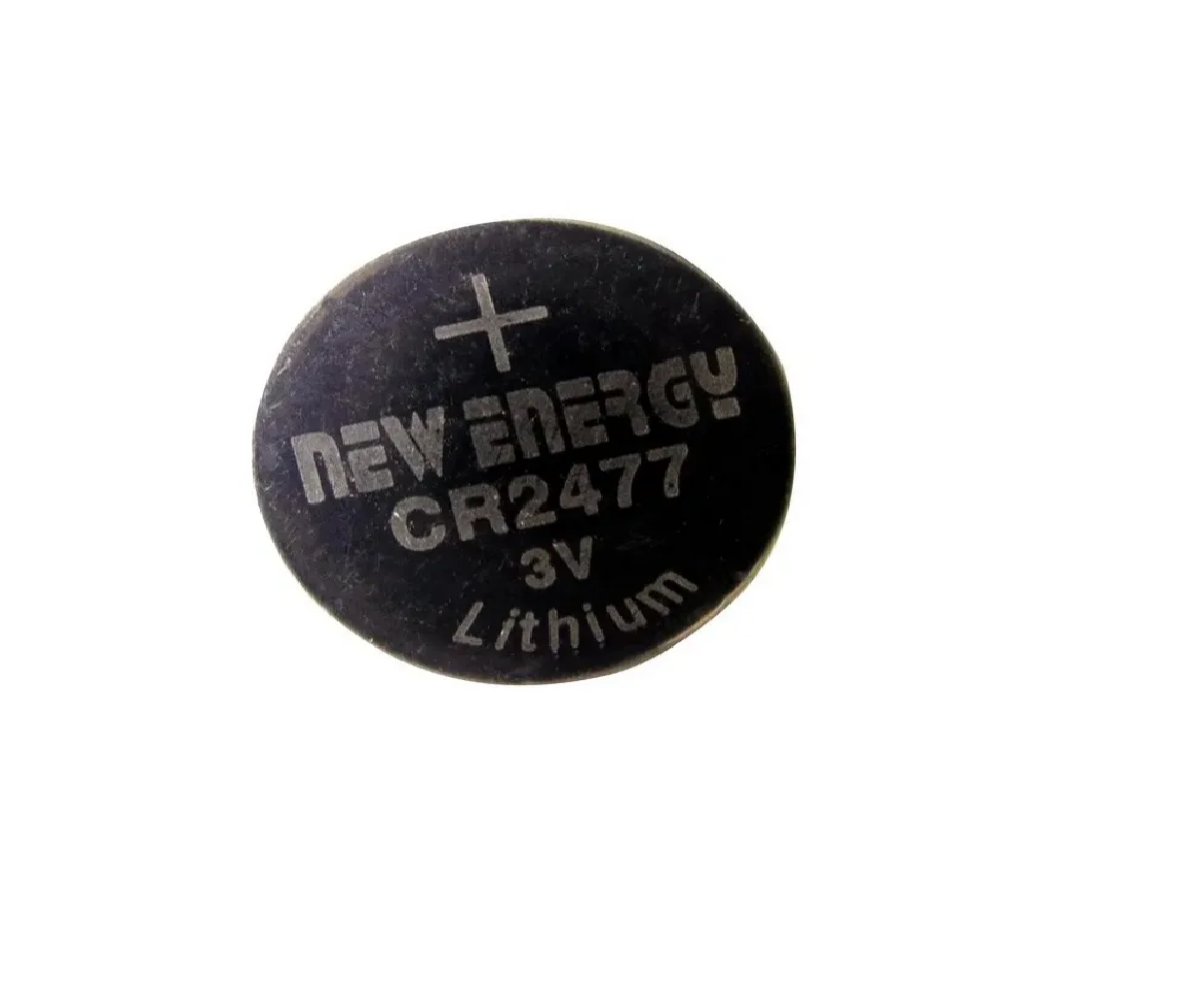 +
NEW ENERGY
CR2477
3V
Lithium